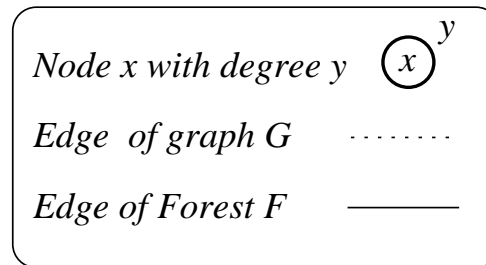 y
Node x with degree y x
Edge of graph G
Edge of Forest F